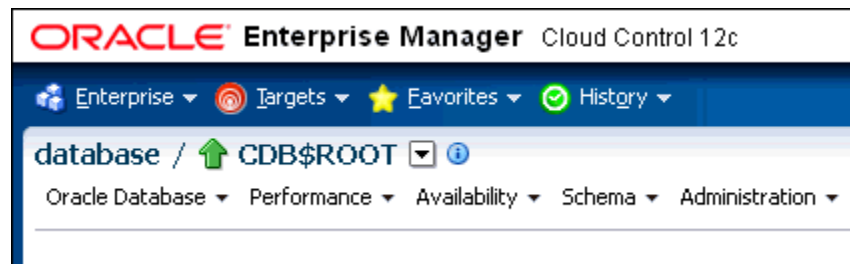 ORACLE Enterprise Manager Cloud Control 12c
Enterprise Targets Favorites History
database / CDB$ROOT
Oracle Database Performance Availability Schema Administration